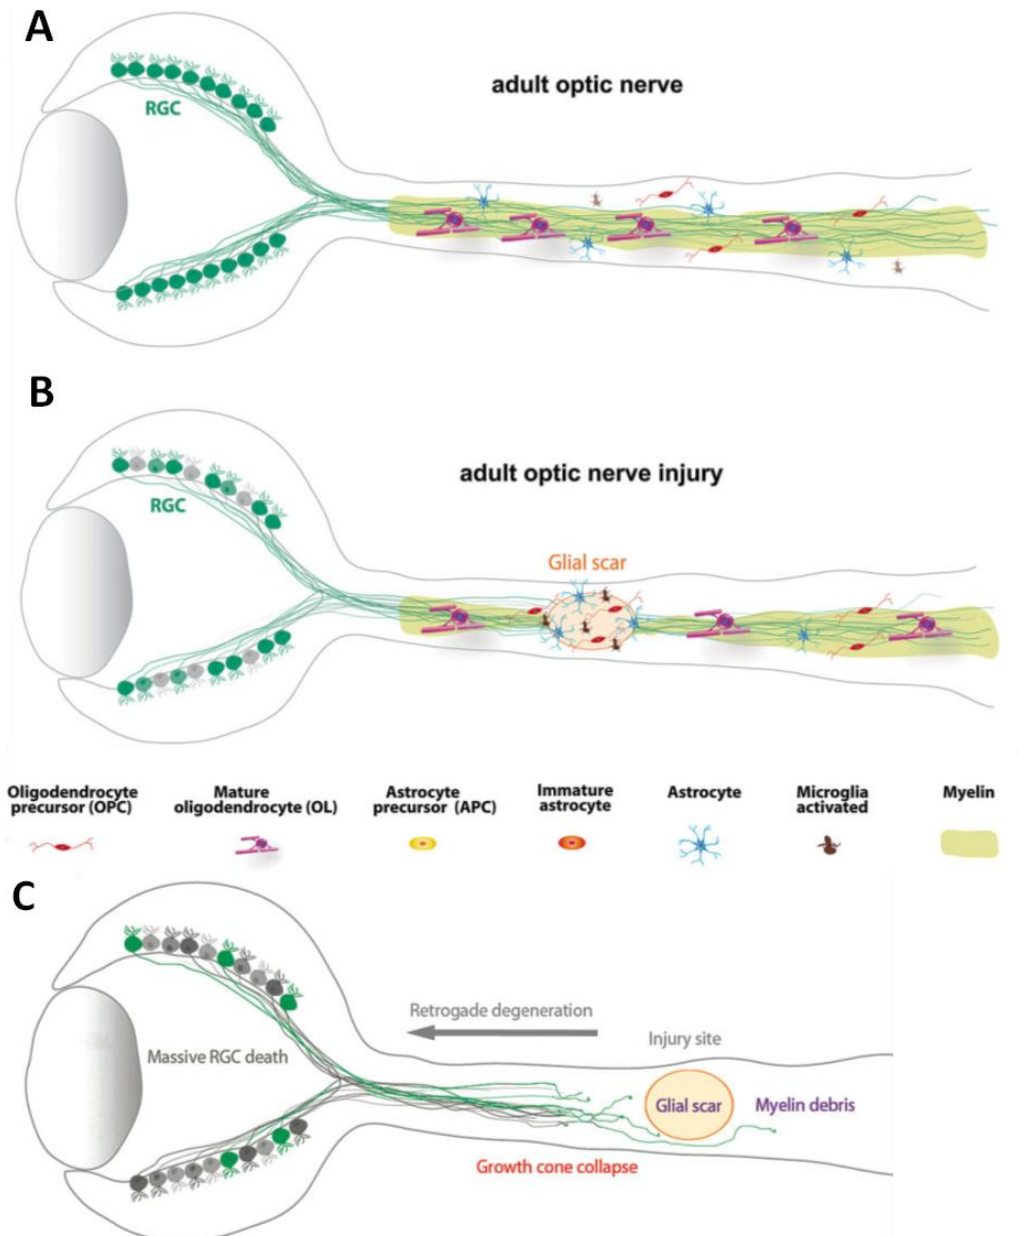 A
adult optic nerve
RGC
B
adult optic nerve injury
RGC
Glial scar
Oligodendrocyte
precursor (OPC)
Mature
oligodendrocyte (OL)
Astrocyte
precursor (APC)
Immature
astrocyte
Astrocyte
Microglia
activated
Myelin
C
Retrogade degeneration
Injury site
Massive RGC death
Glial scar
Myelin debris
Growth cone collapse